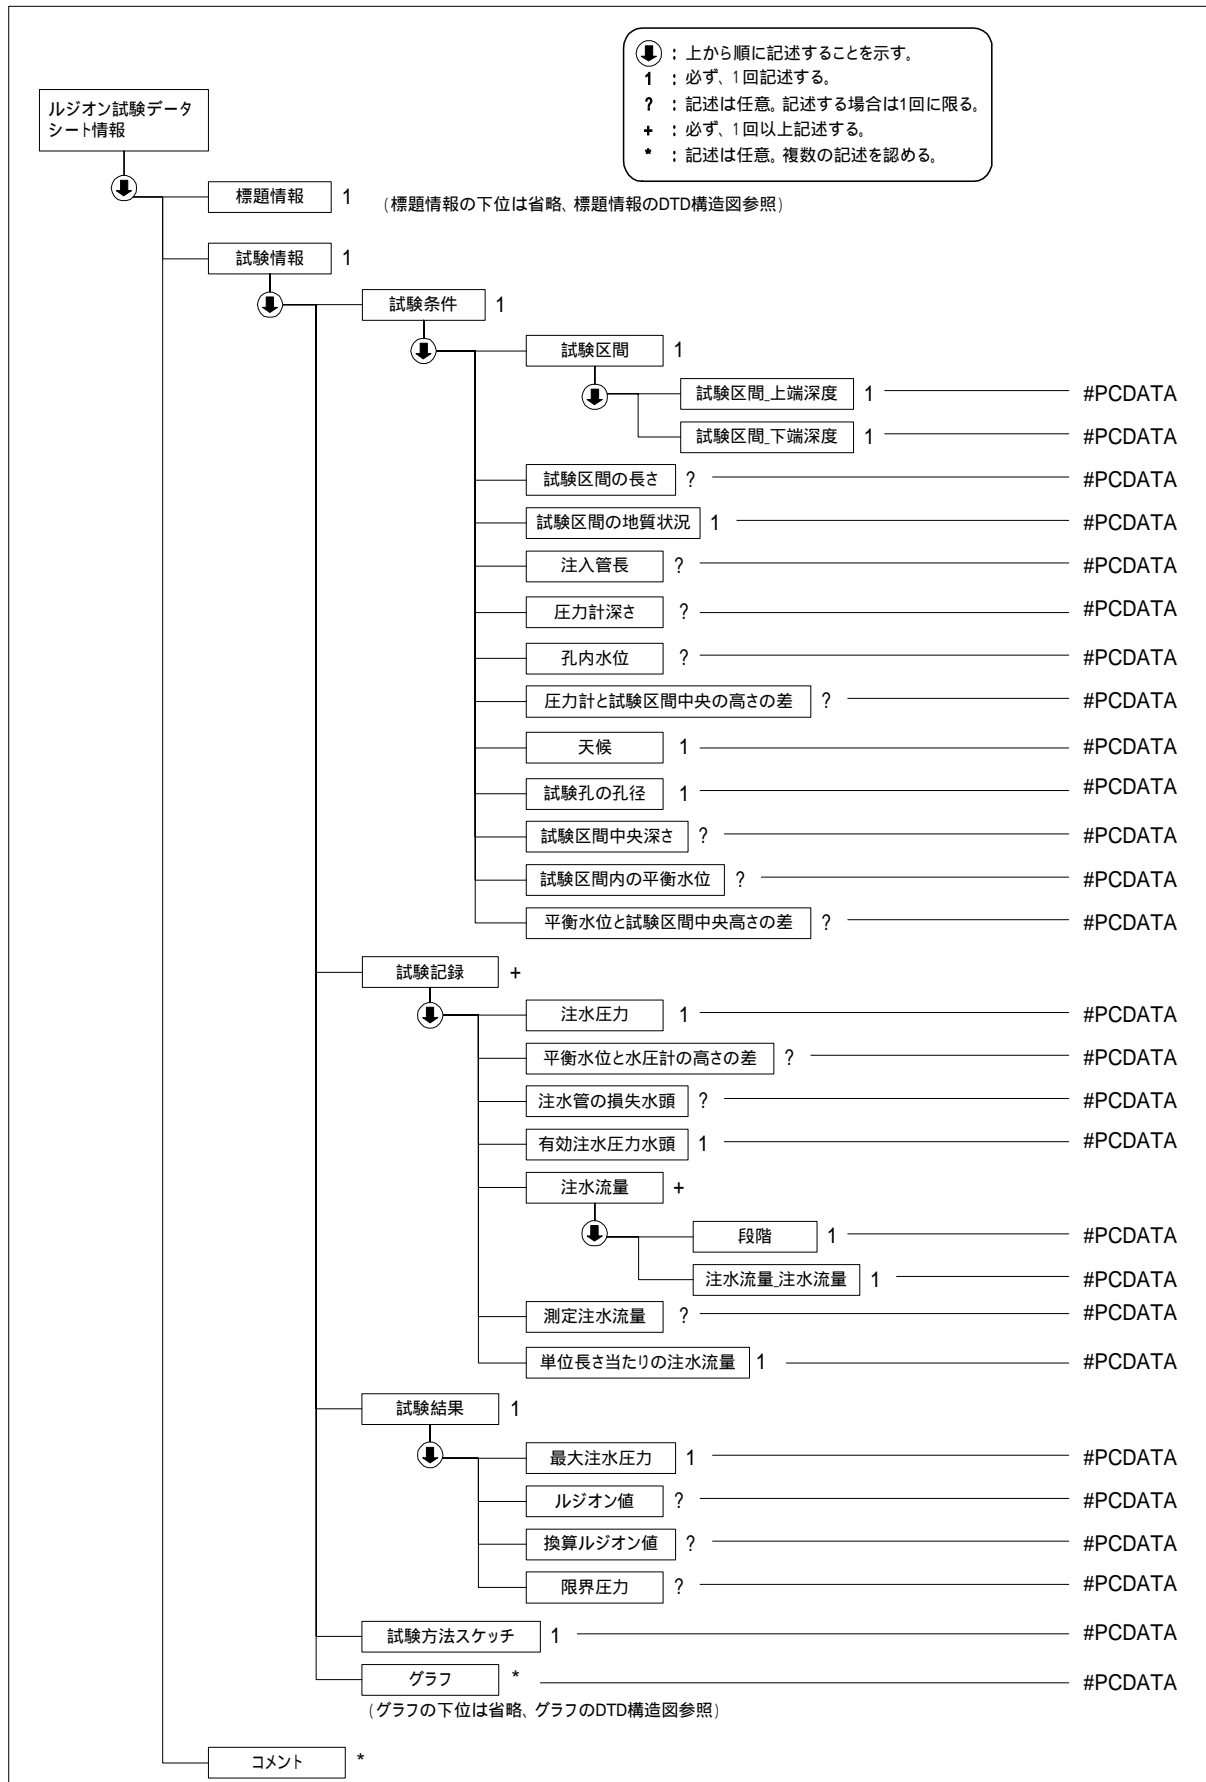 ：上から順に記述することを示す。
1 ：必ず、1回記述する。
? ：記述は任意。記述する場合は1回に限る。
+ ：必ず、1回以上記述する。
* ：記述は任意。複数の記述を認める。
ルジオン試験データ
シート情報
標題情報 1 (標題情報の下位は省略、標題情報のDTD構造図参照)
試験情報 1
試験条件 1
試験区間 1
試験区間_上端深度 1 #PCDATA
試験区間_下端深度 1 #PCDATA
試験区間の長さ ? #PCDATA
試験区間の地質状況 1 #PCDATA
注入管長 ? #PCDATA
圧力計深さ ? #PCDATA
孔内水位 ? #PCDATA
圧力計と試験区間中央の高さの差 ? #PCDATA
天候 1 #PCDATA
試験孔の孔径 1 #PCDATA
試験区間中央深さ ? #PCDATA
試験区間内の平衡水位 ? #PCDATA
平衡水位と試験区間中央高さの差 ? #PCDATA
試験記録 +
注水圧力 1 #PCDATA
平衡水位と水圧計の高さの差 ? #PCDATA
注水管の損失水頭 ? #PCDATA
有効注水圧力水頭 1 #PCDATA
注水流量 +
段階 1 #PCDATA
注水流量_注水流量 1 #PCDATA
測定注水流量 ? #PCDATA
単位長さ当たりの注水流量 1 #PCDATA
試験結果 1
最大注水圧力 1 #PCDATA
ルジオン値 ? #PCDATA
換算ルジオン値 ? #PCDATA
限界圧力 ? #PCDATA
試験方法スケッチ 1 #PCDATA
グラフ * #PCDATA
(グラフの下位は省略、グラフのDTD構造図参照)
コメント *